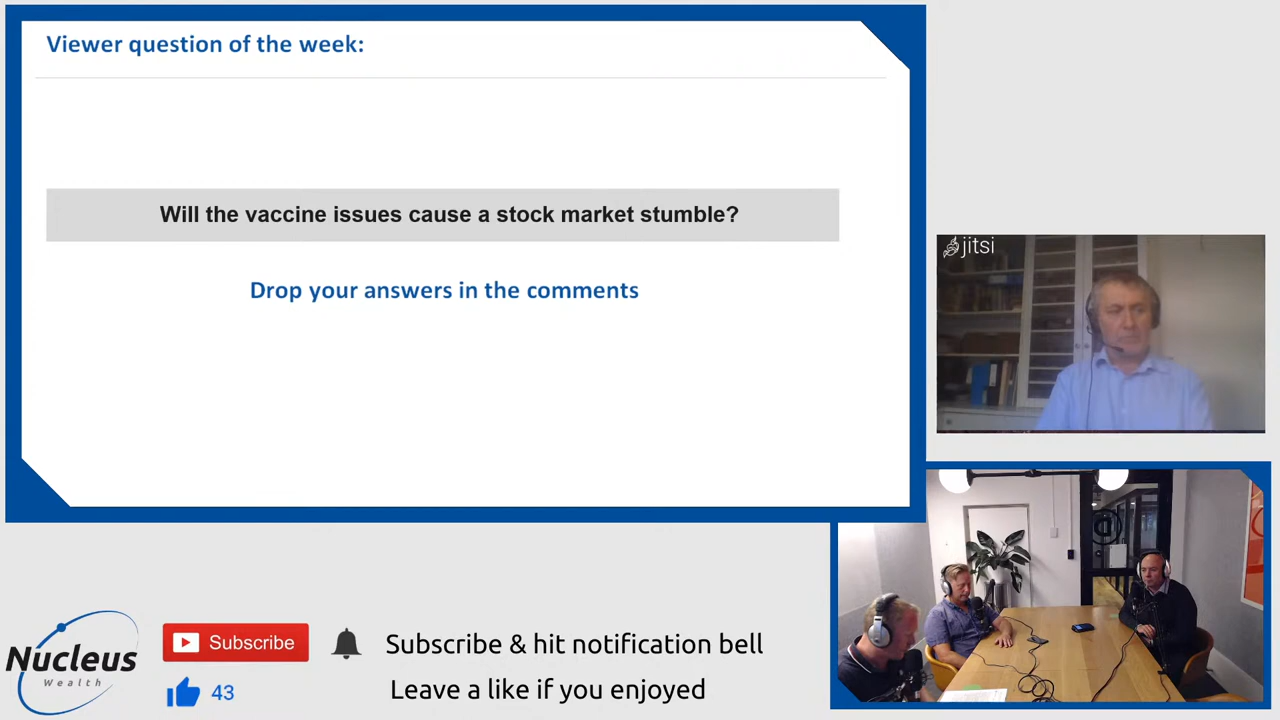 Viewer question of the week:
Will the vaccine issues cause a stock market stumble?
Drop your answers in the comments
jitsi
Nucleus
Wealth
Subscribe
43
Subscribe & hit notification bell
Leave a like if you enjoyed